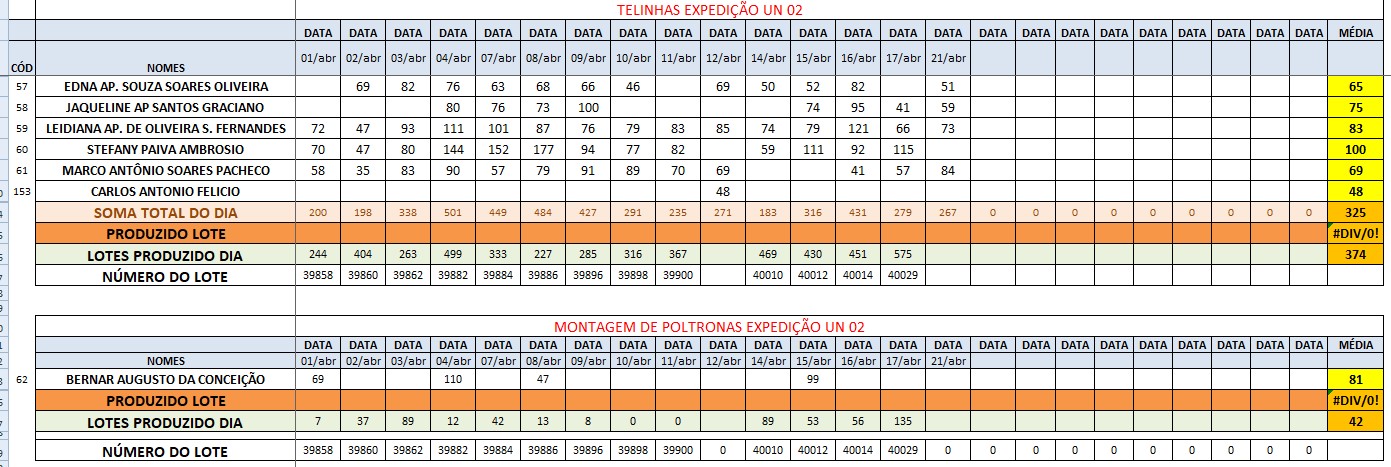 TELINHAS EXPEDIÇÃO UN 02
DATA DATA DATA DATA DATA DATA DATA DATA DATA DATA DATA DATA DATA DATA DATA DATA DATA DATA DATA DATA DATA DATA DATA DATA MÉDIA
CÓD NOMES 01/abr 02/abr 03/abr 04/abr 07/abr 08/abr 09/abr 10/abr 11/abr 12/abr 14/abr 15/abr 16/abr 17/abr 21/abr
57 EDNA AP. SOUZA SOARES OLIVEIRA 69 82 76 63 68 66 46 69 50 52 82 51 65
58 JAQUELINE AP SANTOS GRACIANO 80 76 73 100 74 95 41 59 75
59 LEIDIANA AP. DE OLIVEIRA S. FERNANDES 72 47 93 111 101 87 76 79 83 85 74 79 121 66 73 83
60 STEFANY PAIVA AMBROSIO 70 47 80 144 152 177 94 77 82 59 111 92 115 100
61 MARCO ANTÔNIO SOARES PACHECO 58 35 83 90 57 79 91 89 70 69 41 57 84 69
153 CARLOS ANTONIO FELICIO 48 48
SOMA TOTAL DO DIA 200 198 338 501 449 484 427 291 235 271 183 316 431 279 267 0 0 0 0 0 0 0 0 0 325
PRODUZIDO LOTE #DIV/0!
LOTES PRODUZIDO DIA 244 404 263 499 333 227 285 316 367 469 430 451 575 374
NÚMERO DO LOTE 39858 39860 39862 39882 39884 39886 39896 39898 39900 40010 40012 40014 40029
MONTAGEM DE POLTRONAS EXPEDIÇÃO UN 02
DATA DATA DATA DATA DATA DATA DATA DATA DATA DATA DATA DATA DATA DATA DATA DATA DATA DATA DATA DATA DATA DATA DATA DATA MÉDIA
NOMES 01/abr 02/abr 03/abr 04/abr 07/abr 08/abr 09/abr 10/abr 11/abr 12/abr 14/abr 15/abr 16/abr 17/abr 21/abr
62 BERNAR AUGUSTO DA CONCEIÇÃO 69 110 47 99 81
PRODUZIDO LOTE #DIV/0!
LOTES PRODUZIDO DIA 7 37 89 12 42 13 8 0 0 89 53 56 135 42
NÚMERO DO LOTE 39858 39860 39862 39882 39884 39886 39896 39898 39900 0 40010 40012 40014 40029 0 0 0 0 0 0 0 0 0 0